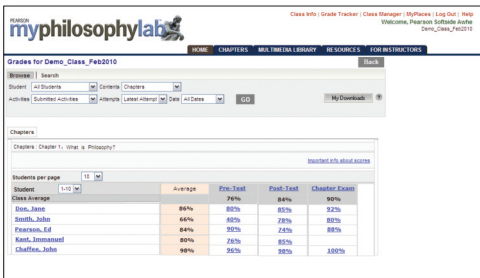 Class Info | Grade Tracker | Class Manager | MyPlaces | Log Out | Help
PEARSON
Welcome, Pearson Softside Awhe
myphilosophylab
Demo_Class_Feb2010
HOME CHAPTERS MULTIMEDIA LIBRARY RESOURCES FOR INSTRUCTORS
Grades for Demo_Class_Feb2010 Back
Browse | Search
Student All Students Contents Chapters
Activities Submitted Activities Attempts Latest Attempt Date All Dates GO My Downloads ?
Chapters
Chapters : Chapter 1. What is Philosophy?
Important info about scores
Students per page 10
Student 1-10 Average Pre-Test Post-Test Chapter Exam
Class Average 76% 84% 90%
Doe, Jane 86% 80% 85% 92%
Smith, John 66% 40% 78% 80%
Pearson, Ed 84% 90% 74% 88%
Kant, Immanuel 80% 76% 85%
Chaffee, John 98% 96% 98% 100%